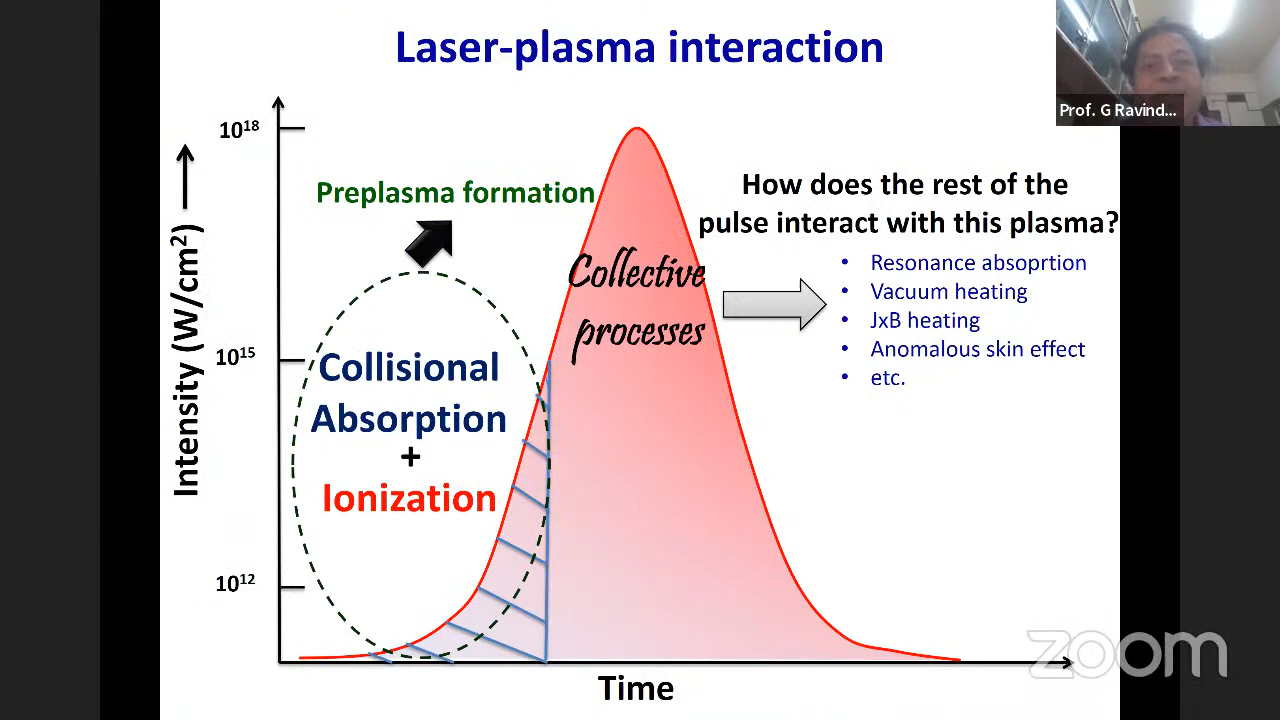 Laser-plasma interaction
Prof. G Ravind...
Intensity (W/cm²)
10¹⁸
10¹⁵
10¹²
Preplasma formation
Collisional
Absorption
+
Ionization
Collective
processes
How does the rest of the
pulse interact with this plasma?
• Resonance absoprtion
• Vacuum heating
• JxB heating
• Anomalous skin effect
• etc.
Time
zoom